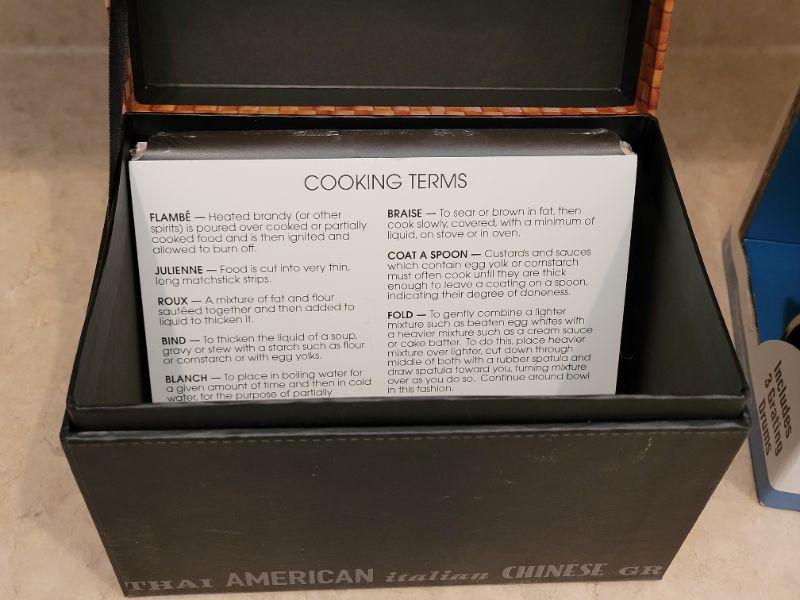 COOKING TERMS
FLAMBÉ — Heated brandy (or other
spirits) is poured over cooked or partially
cooked food and is then ignited and
allowed to burn off.
JULIENNE — Food is cut into very thin,
long matchstick strips.
ROUX — A mixture of fat and flour
sautéed together and then added to
liquid to thicken it.
BIND — To thicken the liquid of a soup,
gravy or stew with a starch such as flour
or cornstarch or with egg yolks.
BLANCH — To place in boiling water for
a given amount of time and then in cold
water, for the purpose of partially
BRAISE — To sear or brown in fat, then
cook slowly, covered, with a minimum of
liquid, on stove or in oven.
COAT A SPOON — Custards and sauces
which contain egg yolk or cornstarch
must often cook until they are thick
enough to leave a coating on a spoon,
indicating their degree of doneness.
FOLD — To gently combine a lighter
mixture such as beaten egg whites with
a heavier mixture such as a cream sauce
or cake batter. To do this, place heavier
mixture over lighter, cut down through
middle of both with a rubber spatula and
draw spatula toward you, turning mixture
over as you do so. Continue around bowl
in this fashion.
Includes
3 Grating
Drums
THAI AMERICAN italian CHINESE GR